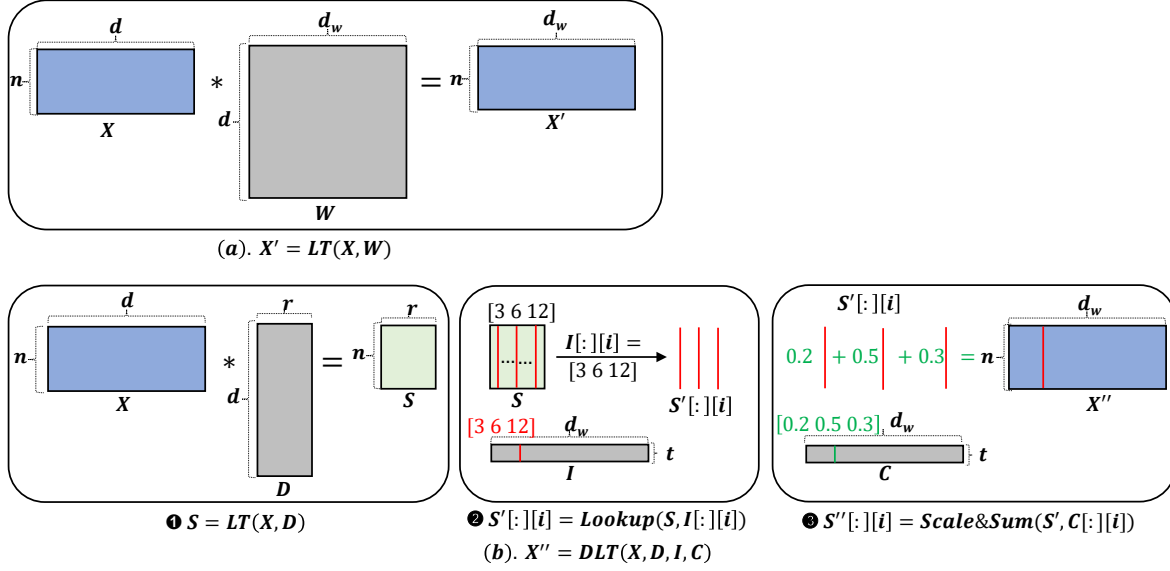 d
d_w
d_w
n
*
d
=
n
X
X′
W
(a). X′ = LT(X, W)
d
r
r
n
*
d
=
n
X
S
D
❶ S = LT(X, D)
[3 6 12]
......
I[:][i] =
[3 6 12]
S
S′[:][i]
[3 6 12]
d_w
t
I
❷ S′[:][i] = Lookup(S, I[:][i])
S′[:][i]
d_w
0.2 + 0.5 + 0.3 = n
X′′
[0.2 0.5 0.3]
d_w
t
C
❸ S′′[:][i] = Scale&Sum(S′, C[:][i])
(b). X′′ = DLT(X, D, I, C)